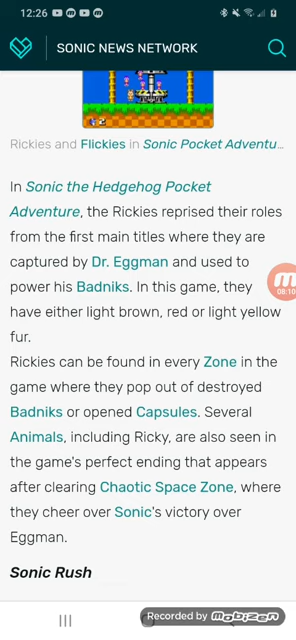 12:26
SONIC NEWS NETWORK
Rickies and Flickies in Sonic Pocket Adventu...
In Sonic the Hedgehog Pocket
Adventure, the Rickies reprised their roles
from the first main titles where they are
captured by Dr. Eggman and used to
power his Badniks. In this game, they
have either light brown, red or light yellow
fur.
08:10
Rickies can be found in every Zone in the
game where they pop out of destroyed
Badniks or opened Capsules. Several
Animals, including Ricky, are also seen in
the game's perfect ending that appears
after clearing Chaotic Space Zone, where
they cheer over Sonic's victory over
Eggman.
Sonic Rush
Recorded by Mobizen